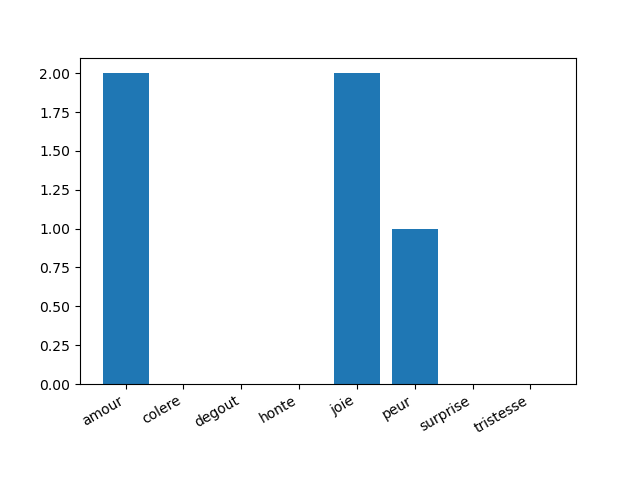 2.00
1.75
1.50
1.25
1.00
0.75
0.50
0.25
0.00
amour
colere
degout
honte
joie
peur
surprise
tristesse